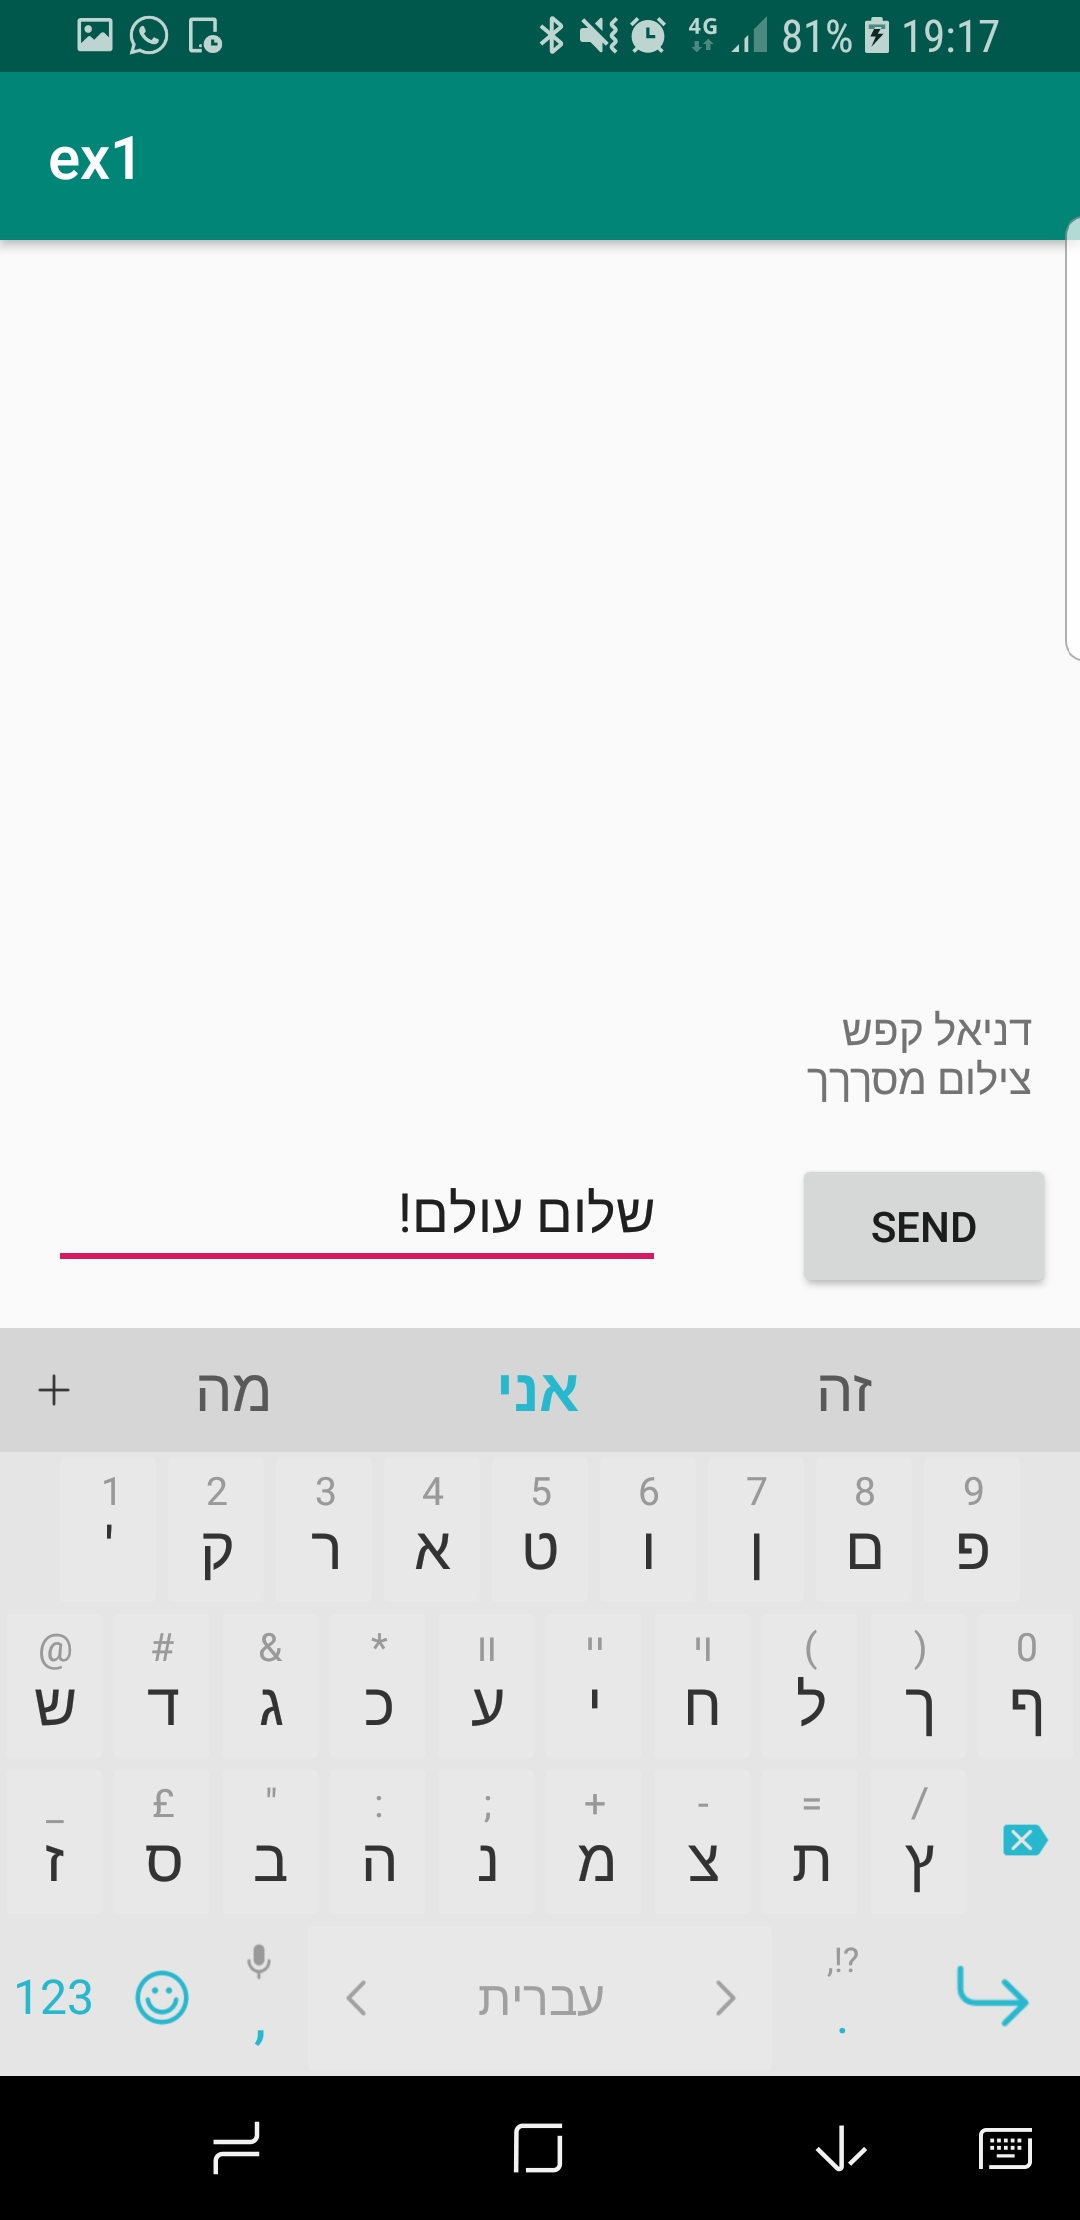 4G 81% 19:17
ex1
דניאל קפש
צילום מסךךך
שלום עולם!
SEND
מה אני זה
1 2 3 4 5 6 7 8 9
' ק ר א ט ו ן ם פ
@ # & * װ ײ ױ ( ) 0
ש ד ג כ ע י ח ל ך ף
_ £ " : ; + - = /
ז ס ב ה נ מ צ ת ץ
,!?
123 , עברית .